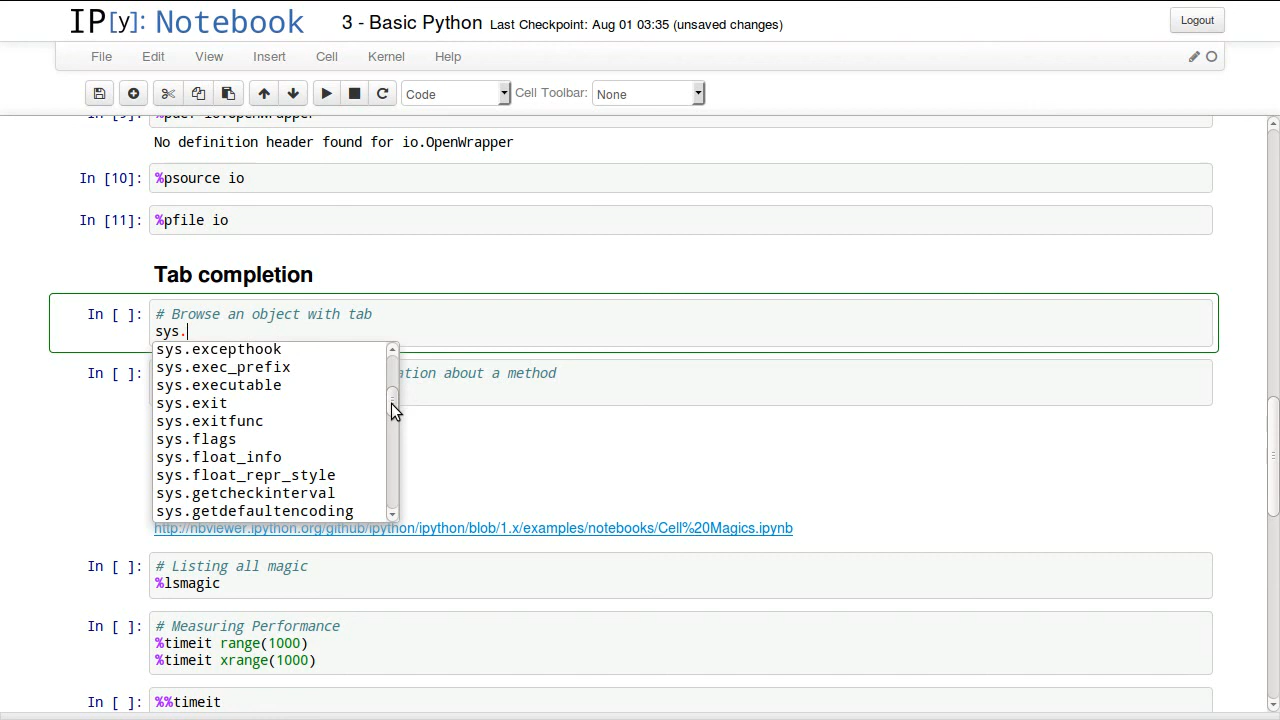 IP[y]: Notebook 3 - Basic Python Last Checkpoint: Aug 01 03:35 (unsaved changes) Logout
File Edit View Insert Cell Kernel Help
Code Cell Toolbar: None
In [9]: %pdef io.OpenWrapper
No definition header found for io.OpenWrapper
In [10]: %psource io
In [11]: %pfile io
Tab completion
In [ ]: # Browse an object with tab
sys.
sys.excepthook
sys.exec_prefix
In [ ]: ation about a method
sys.executable
sys.exit
sys.exitfunc
sys.flags
sys.float_info
sys.float_repr_style
sys.getcheckinterval
sys.getdefaultencoding
http://nbviewer.ipython.org/github/ipython/ipython/blob/1.x/examples/notebooks/Cell%20Magics.ipynb
In [ ]: # Listing all magic
%lsmagic
In [ ]: # Measuring Performance
%timeit range(1000)
%timeit xrange(1000)
In [ ]: %%timeit